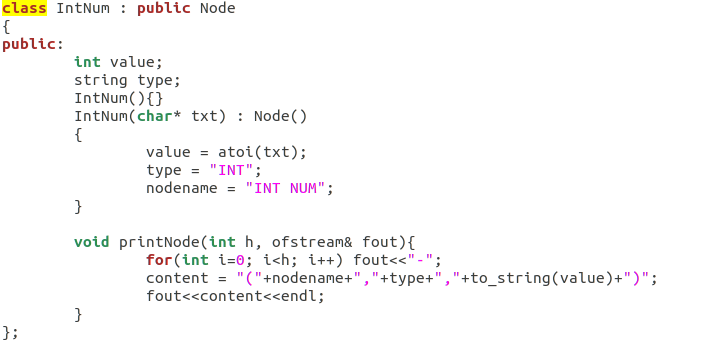 class IntNum : public Node
{
public:
        int value;
        string type;
        IntNum(){}
        IntNum(char* txt) : Node()
        {
                value = atoi(txt);
                type = "INT";
                nodename = "INT NUM";
        }

        void printNode(int h, ofstream& fout){
                for(int i=0; i<h; i++) fout<<"-";
                content = "("+nodename+","+type+","+to_string(value)+")";
                fout<<content<<endl;
        }
};